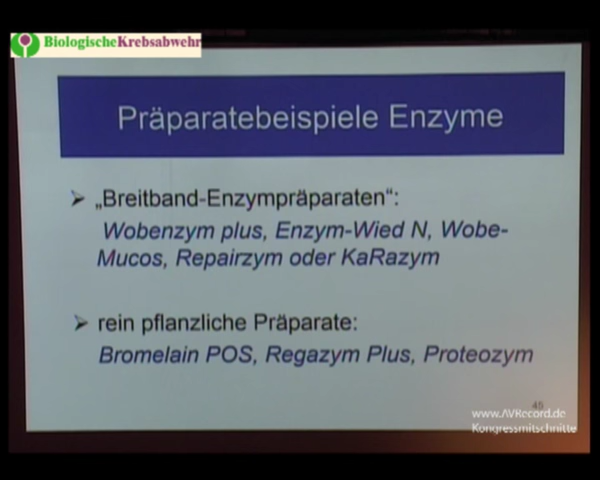 BiologischeKrebsabwehr
Präparatebeispiele Enzyme
➤ „Breitband-Enzympräparaten“:
Wobenzym plus, Enzym-Wied N, Wobe-
Mucos, Repairzym oder KaRazym
➤ rein pflanzliche Präparate:
Bromelain POS, Regazym Plus, Proteozym
45
www.AVRecord.de
Kongressmitschnitte